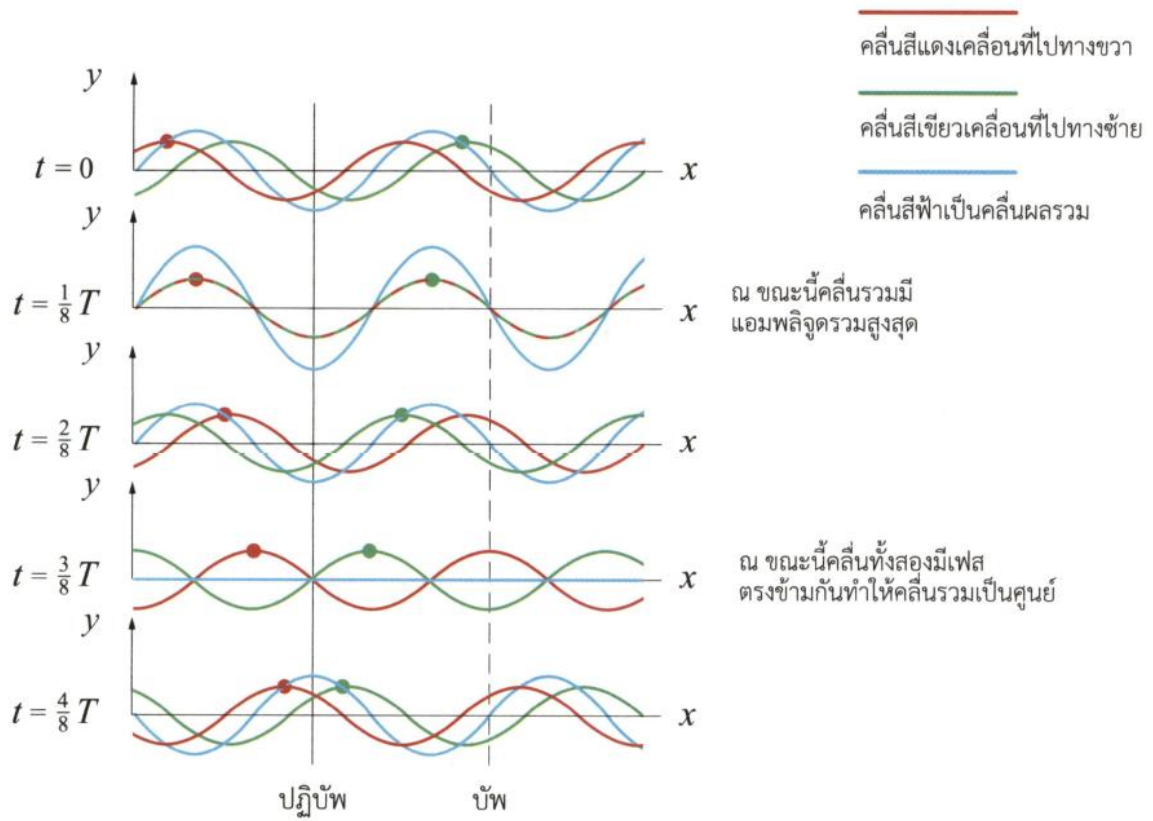 คลื่นสีแดงเคลื่อนที่ไปทางขวา
คลื่นสีเขียวเคลื่อนที่ไปทางซ้าย
คลื่นสีฟ้าเป็นคลื่นผลรวม
y
t = 0
x
y
t = 1/8 T
x
ณ ขณะนี้คลื่นรวมมี
แอมพลิจูดรวมสูงสุด
y
t = 2/8 T
x
y
t = 3/8 T
x
ณ ขณะนี้คลื่นทั้งสองมีเฟส
ตรงข้ามกันทำให้คลื่นรวมเป็นศูนย์
y
t = 4/8 T
x
ปฏิบัพ
บัพ